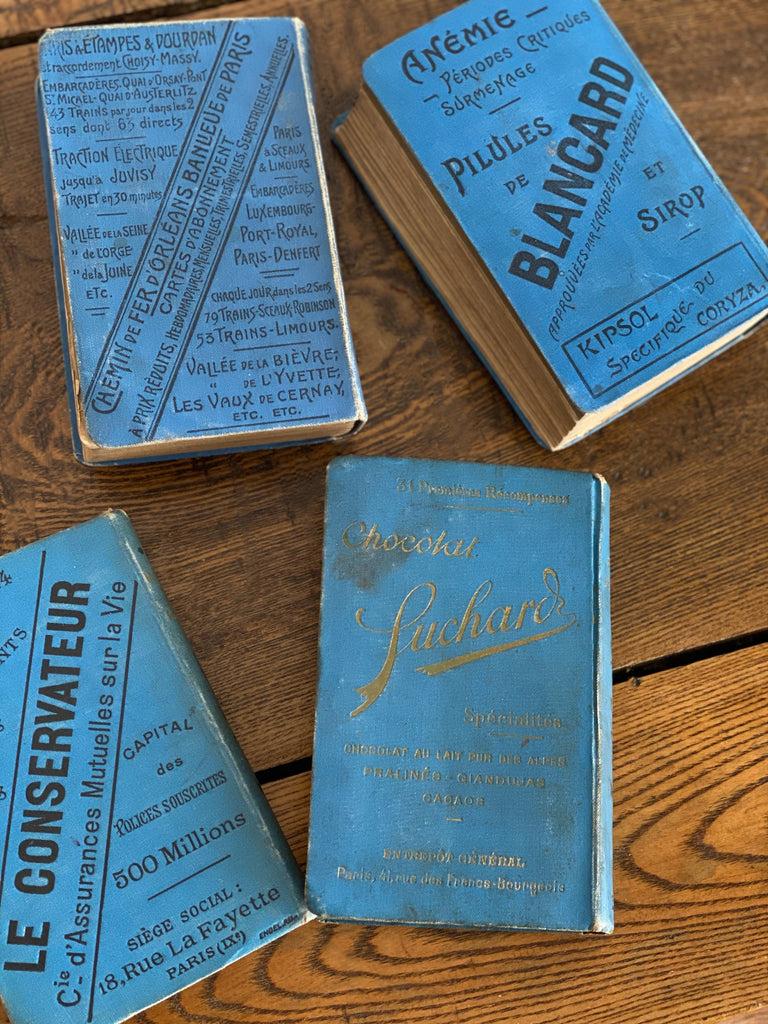 RIS à ÉTAMPES & DOURDAN
et raccordement CHOISY-MASSY.
EMBARCADÈRES. QUAI D'ORSAY-PONT
ST MICAEL-QUAI D'AUSTERLITZ
43 TRAINS par jour dans les 2
sens dont 65 directs
TRACTION ÉLECTRIQUE
jusqu'à JUVISY
TRAJET en 30 minutes
VALLÉE DE LA SEINE
" de l'ORGE
" de la JUINE
ETC.
CHEMIN DE FER D'ORLÉANS BANLIEUE DE PARIS
CARTES D'ABONNEMENT
A PRIX RÉDUITS, HEBDOMADAIRES, MENSUELLES, TRIMESTRIELLES, SEMESTRIELLES, ANNUELLES.
PARIS
à SCEAUX
& LIMOURS.
EMBARCADÈRES
LUXEMBOURG-
PORT-ROYAL,
PARIS-DENFERT
CHAQUE JOUR dans les 2 Sens
79 TRAINS-SCEAUX-ROBINSON
53 TRAINS-LIMOURS.
VALLÉE DE LA BIÈVRE;
" DE L'YVETTE;
LES VAUX DE CERNAY,
ETC. ETC.
ANÉMIE —
— PÉRIODES CRITIQUES
SURMENAGE
PILULES
DE
BLANCARD
APPROUVÉES PAR L'ACADÉMIE DE MÉDECINE
ET
SIROP
KIPSOL
SPÉCIFIQUE DU
CORYZA.
4
NTS
LE CONSERVATEUR
Cie d'Assurances Mutuelles sur la Vie
CAPITAL
des
POLICES SOUSCRITES
500 Millions
SIÈGE SOCIAL:
18, Rue La Fayette
PARIS (IXe)
31 Premières Récompenses
Chocolat
Suchard
Spécialités
CHOCOLAT AU LAIT PUR DES ALPES
PRALINÉS - GIANDUJAS
CACAOS
ENTREPÔT GÉNÉRAL
Paris, 41, rue des Francs-Bourgeois